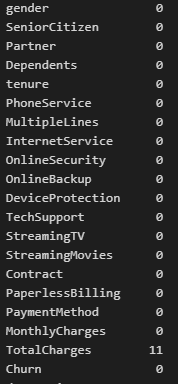 gender 0
SeniorCitizen 0
Partner 0
Dependents 0
tenure 0
PhoneService 0
MultipleLines 0
InternetService 0
OnlineSecurity 0
OnlineBackup 0
DeviceProtection 0
TechSupport 0
StreamingTV 0
StreamingMovies 0
Contract 0
PaperlessBilling 0
PaymentMethod 0
MonthlyCharges 0
TotalCharges 11
Churn 0